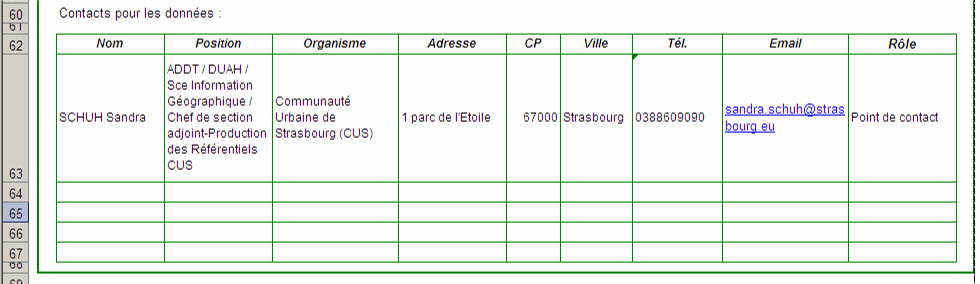 60
Contacts pour les données :
61
62
Nom Position Organisme Adresse CP Ville Tél. Email Rôle
ADDT / DUAH /
Sce Information
Géographique /
Chef de section
adjoint-Production
des Référentiels
CUS
SCHUH Sandra
Communauté
Urbaine de
Strasbourg (CUS)
1 parc de l'Etoile
67000
Strasbourg
0388609090
sandra.schuh@stras
bourg.eu
Point de contact
63
64
65
66
67
68
69